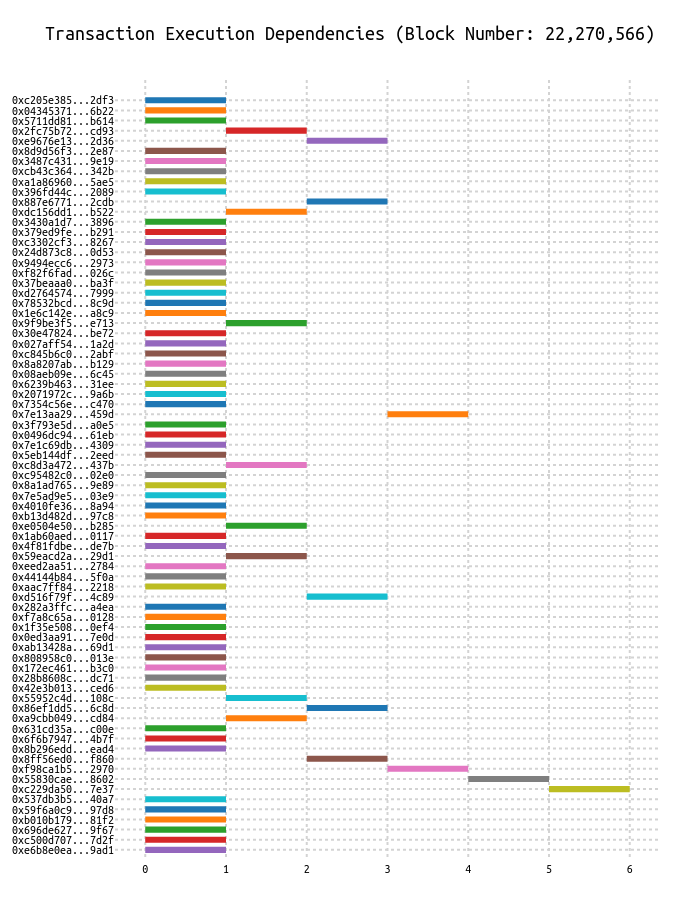 Transaction Execution Dependencies (Block Number: 22,270,566)
0xc205e385...2df3
0x04345371...6b22
0x5711dd81...b614
0x2fc75b72...cd93
0xe9676e13...2d36
0x8d9d56f3...2e87
0x3487c431...9e19
0xcb43c364...342b
0xa1a86960...5ae5
0x396fd44c...2089
0x887e6771...2cdb
0xdc156dd1...b522
0x3430a1d7...3896
0x379ed9fe...b291
0xc3302cf3...8267
0x24d873c8...0d53
0x9494ecc6...2973
0xf82f6fad...026c
0x37beaaa0...ba3f
0xd2764574...7999
0x78532bcd...8c9d
0x1e6c142e...a8c9
0x9f9be3f5...e713
0x30e47824...be72
0x027aff54...1a2d
0xc845b6c0...2abf
0x8a8207ab...b129
0x08aeb09e...6c45
0x6239b463...31ee
0x2071972c...9a6b
0x7354c56e...c470
0x7e13aa29...459d
0x3f793e5d...a0e5
0x0496dc94...61eb
0x7e1c69db...4309
0x5eb144df...2eed
0xc8d3a472...437b
0xc95482c0...02e0
0x8a1ad765...9e89
0x7e5ad9e5...03e9
0x4010fe36...8a94
0xb13d482d...97c8
0xe0504e50...b285
0x1ab60aed...0117
0x4f81fdbe...de7b
0x59eacd2a...29d1
0xeed2aa51...2784
0x44144b84...5f0a
0xaac7ff84...2218
0xd516f79f...4c89
0x282a3ffc...a4ea
0xf7a8c65a...0128
0x1f35e508...0ef4
0x0ed3aa91...7e0d
0xab13428a...69d1
0x808958c0...013e
0x172ec461...b3c0
0x28b8608c...dc71
0x42e3b013...ced6
0x55952c4d...108c
0x86ef1dd5...6c8d
0xa9cbb049...cd84
0x631cd35a...c00e
0x6f6b7947...4b7f
0x8b296edd...ead4
0x8ff56ed0...f860
0xf98ca1b5...2970
0x55830cae...8602
0xc229da50...7e37
0x537db3b5...40a7
0x59f6a0c9...97d8
0xb010b179...81f2
0x696de627...9f67
0xc500d707...7d2f
0xe6b8e0ea...9ad1
0 1 2 3 4 5 6